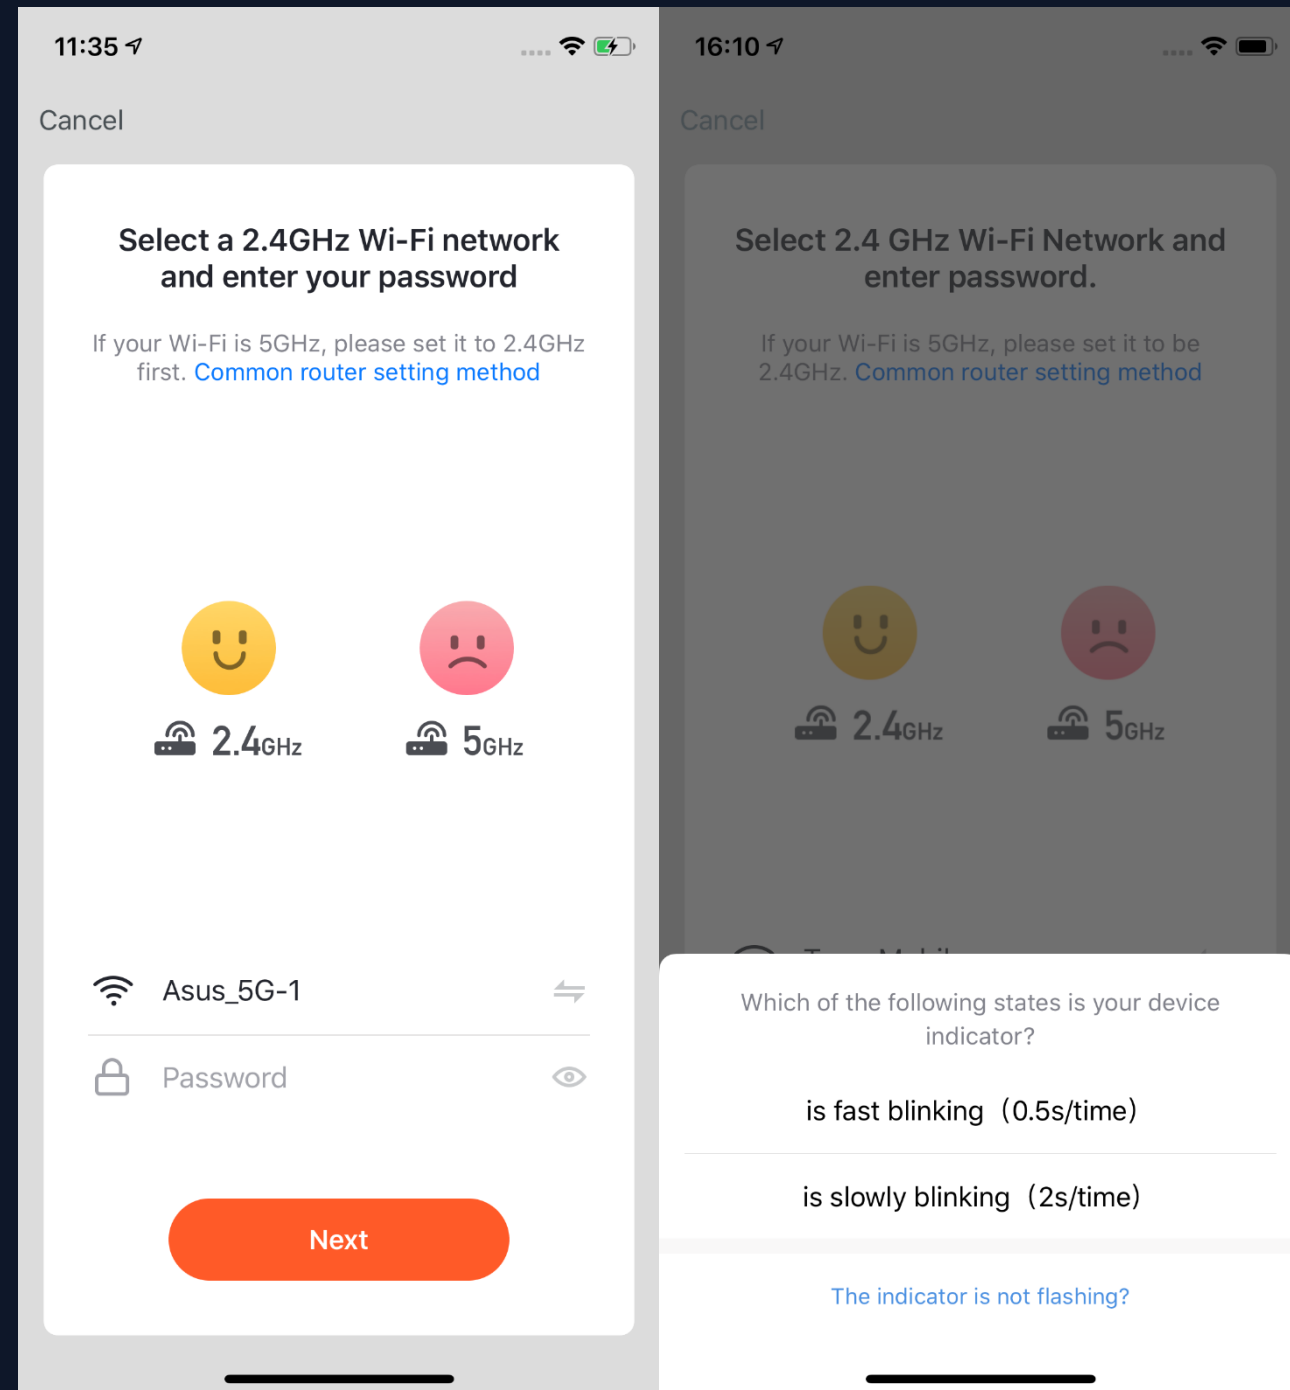 11:35
Cancel
Select a 2.4GHz Wi-Fi network
and enter your password
If your Wi-Fi is 5GHz, please set it to 2.4GHz
first. Common router setting method
2.4GHz
5GHz
Asus_5G-1
Password
Next
16:10
Cancel
Select 2.4 GHz Wi-Fi Network and
enter password.
If your Wi-Fi is 5GHz, please set it to be
2.4GHz. Common router setting method
2.4GHz
5GHz
Which of the following states is your device
indicator?
is fast blinking（0.5s/time）
is slowly blinking（2s/time）
The indicator is not flashing?